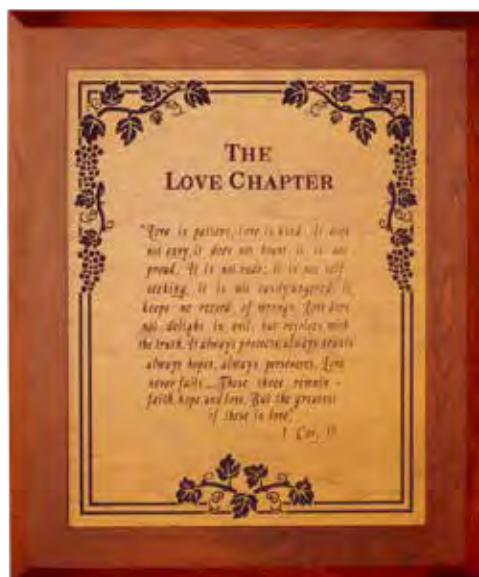 THE
LOVE CHAPTER
"Love is patient, love is kind. It does
not envy, it does not boast, it is not
proud. It is not rude, it is not self
seeking, it is not easily angered, it
keeps no record of wrongs. Love does
not delight in evil, but rejoices with
the truth. It always protects, always trusts
always hopes, always perseveres. Love
never fails....These three remain -
faith, hope and love. But the greatest
of these is love."
1 Cor. 13